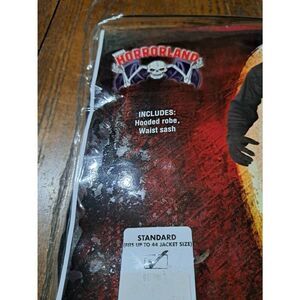 HORRORLAND
INCLUDES:
Hooded robe,
Waist sash
STANDARD
(FITS UP TO 44 JACKET SIZE)